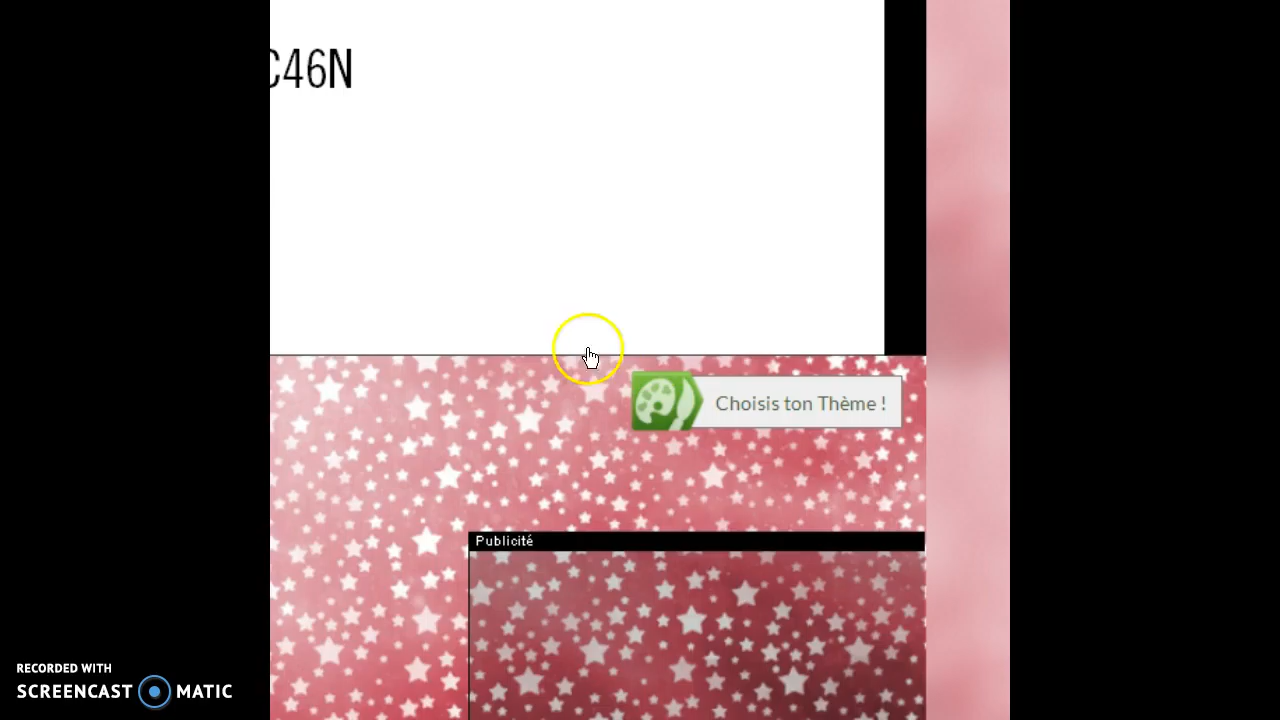 C46N
Choisis ton Thème !
Publicité
RECORDED WITH
SCREENCAST MATIC